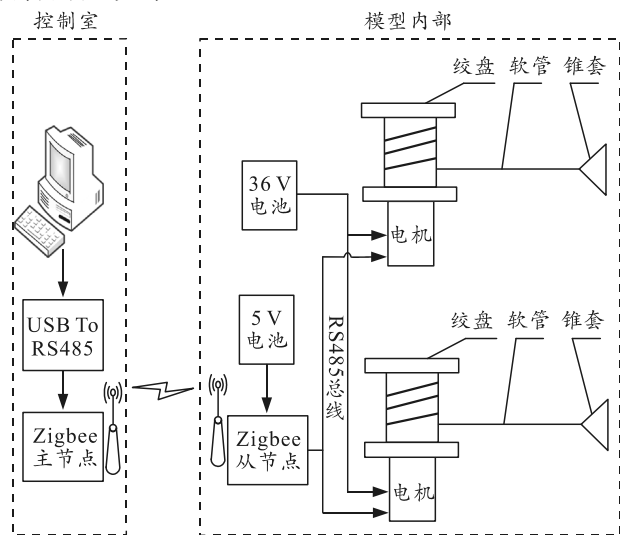 控制室
模型内部
绞盘 软管 锥套
36 V
电池
电机
USB To
RS485
5 V
电池
RS485总线
绞盘 软管 锥套
Zigbee
主节点
Zigbee
从节点
电机